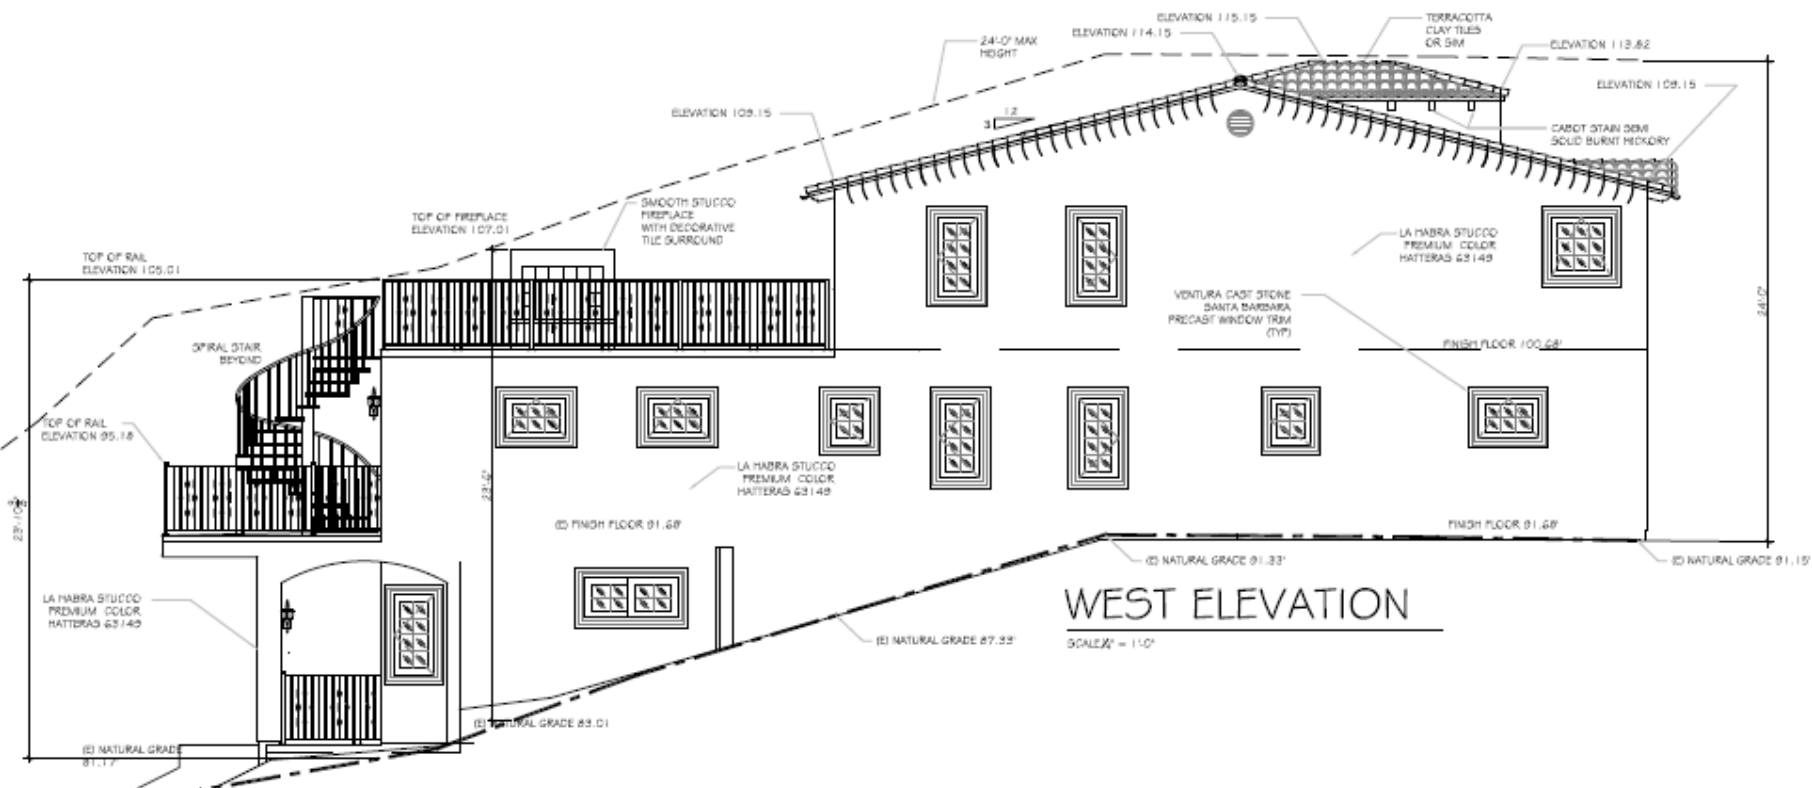 ELEVATION 115.15
TERRACOTTA
CLAY TILES
OR SIM
ELEVATION 114.15
24'-0" MAX
HEIGHT
ELEVATION 113.82
ELEVATION 109.15
ELEVATION 109.15
12
3
CABOT STAIN SEMI
SOLID BURNT HICKORY
SMOOTH STUCCO
FIREPLACE
WITH DECORATIVE
TILE SURROUND
TOP OF FIREPLACE
ELEVATION 107.01
TOP OF RAIL
ELEVATION 105.01
LA HABRA STUCCO
PREMIUM COLOR
HATTERAS 63149
VENTURA CAST STONE
SANTA BARBARA
PRECAST WINDOW TRIM
(TYP)
24'-0"
FINISH FLOOR 100.68'
SPIRAL STAIR
BEYOND
TOP OF RAIL
ELEVATION 95.18
LA HABRA STUCCO
PREMIUM COLOR
HATTERAS 63149
23'-6"
(E) FINISH FLOOR 91.68'
FINISH FLOOR 91.68'
(E) NATURAL GRADE 91.33'
(E) NATURAL GRADE 91.15'
LA HABRA STUCCO
PREMIUM COLOR
HATTERAS 63149
(E) NATURAL GRADE 87.33'
WEST ELEVATION
= 1'-0"
(E) NATURAL GRADE 83.01
(E) NATURAL GRADE
81.17'